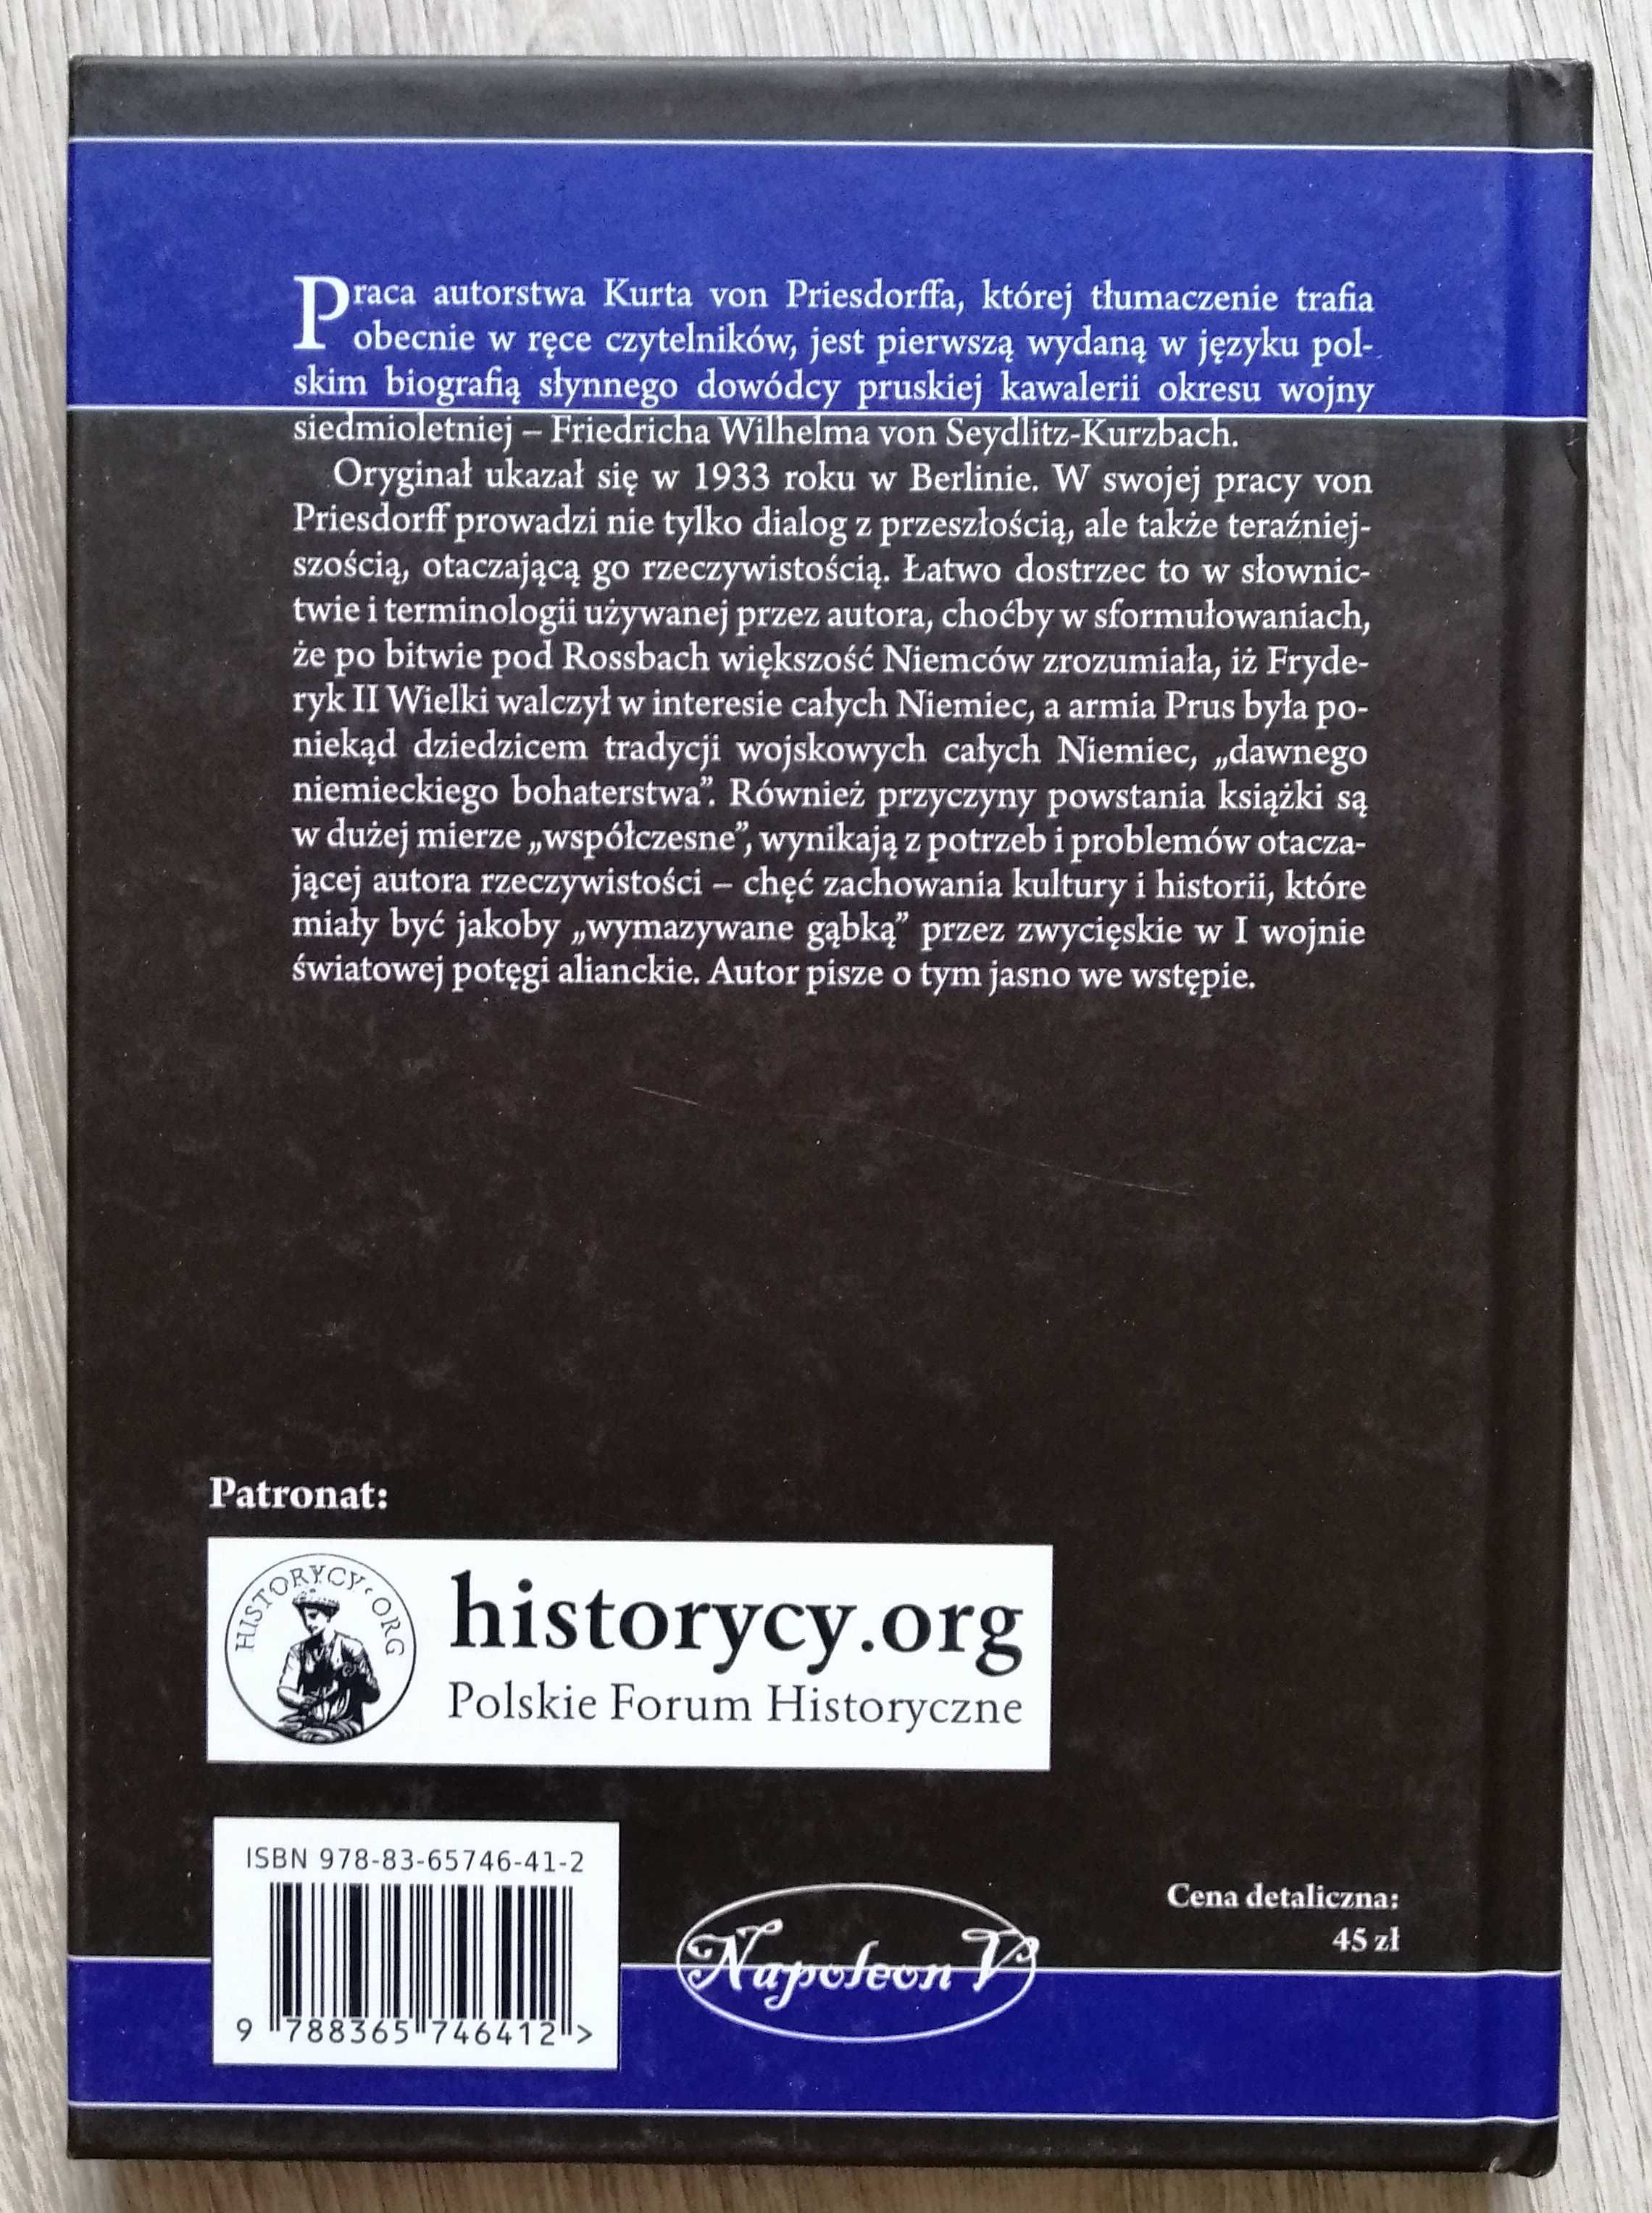 Praca autorstwa Kurta von Priesdorffa, której tłumaczenie trafia
obecnie w ręce czytelników, jest pierwszą wydaną w języku pol-
skim biografią słynnego dowódcy pruskiej kawalerii okresu wojny
siedmioletniej – Friedricha Wilhelma von Seydlitz-Kurzbach.
Oryginał ukazał się w 1933 roku w Berlinie. W swojej pracy von
Priesdorff prowadzi nie tylko dialog z przeszłością, ale także teraźniej-
szością, otaczającą go rzeczywistością. Łatwo dostrzec to w słownic-
twie i terminologii używanej przez autora, choćby w sformułowaniach,
że po bitwie pod Rossbach większość Niemców zrozumiała, iż Fryde-
ryk II Wielki walczył w interesie całych Niemiec, a armia Prus była po-
niekąd dziedzicem tradycji wojskowych całych Niemiec, „dawnego
niemieckiego bohaterstwa”. Również przyczyny powstania książki są
w dużej mierze „współczesne”, wynikają z potrzeb i problemów otacza-
jącej autora rzeczywistości – chęć zachowania kultury i historii, które
miały być jakoby „wymazywane gąbką” przez zwycięskie w I wojnie
światowej potęgi alianckie. Autor pisze o tym jasno we wstępie.
Patronat:
HISTORYCY·ORG
historycy.org
Polskie Forum Historyczne
ISBN 978-83-65746-41-2
9 788365 746412 >
Napoleon V
Cena detaliczna:
45 zł